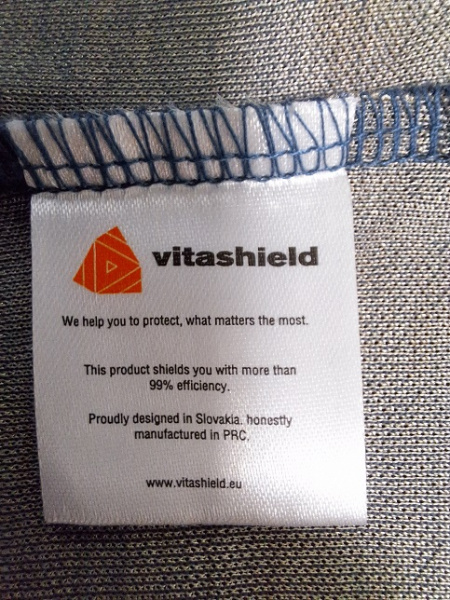 vitashield
We help you to protect, what matters the most.
This product shields you with more than
99% efficiency.
Proudly designed in Slovakia. honestly
manufactured in PRC.
www.vitashield.eu